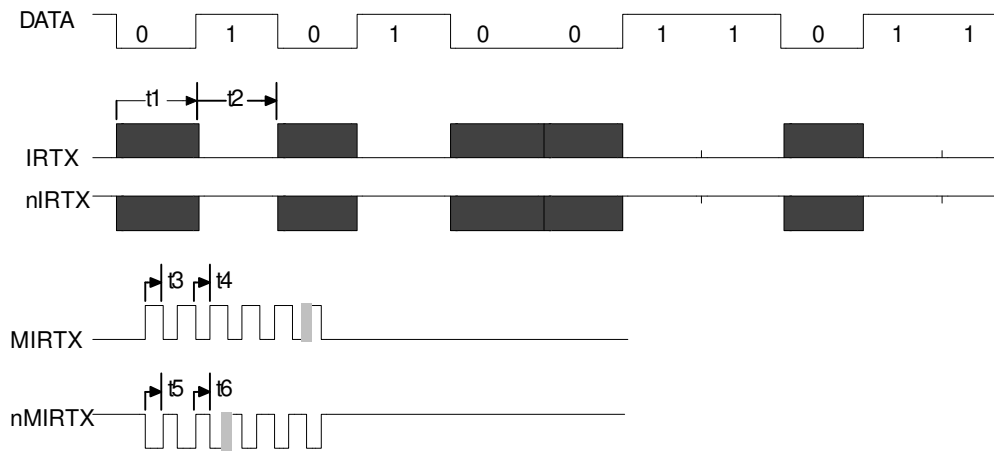 DATA
0 1 0 1 0 0 1 1 0 1 1
t1 t2
IRTX
nIRTX
t3 t4
MIRTX
t5 t6
nMIRTX